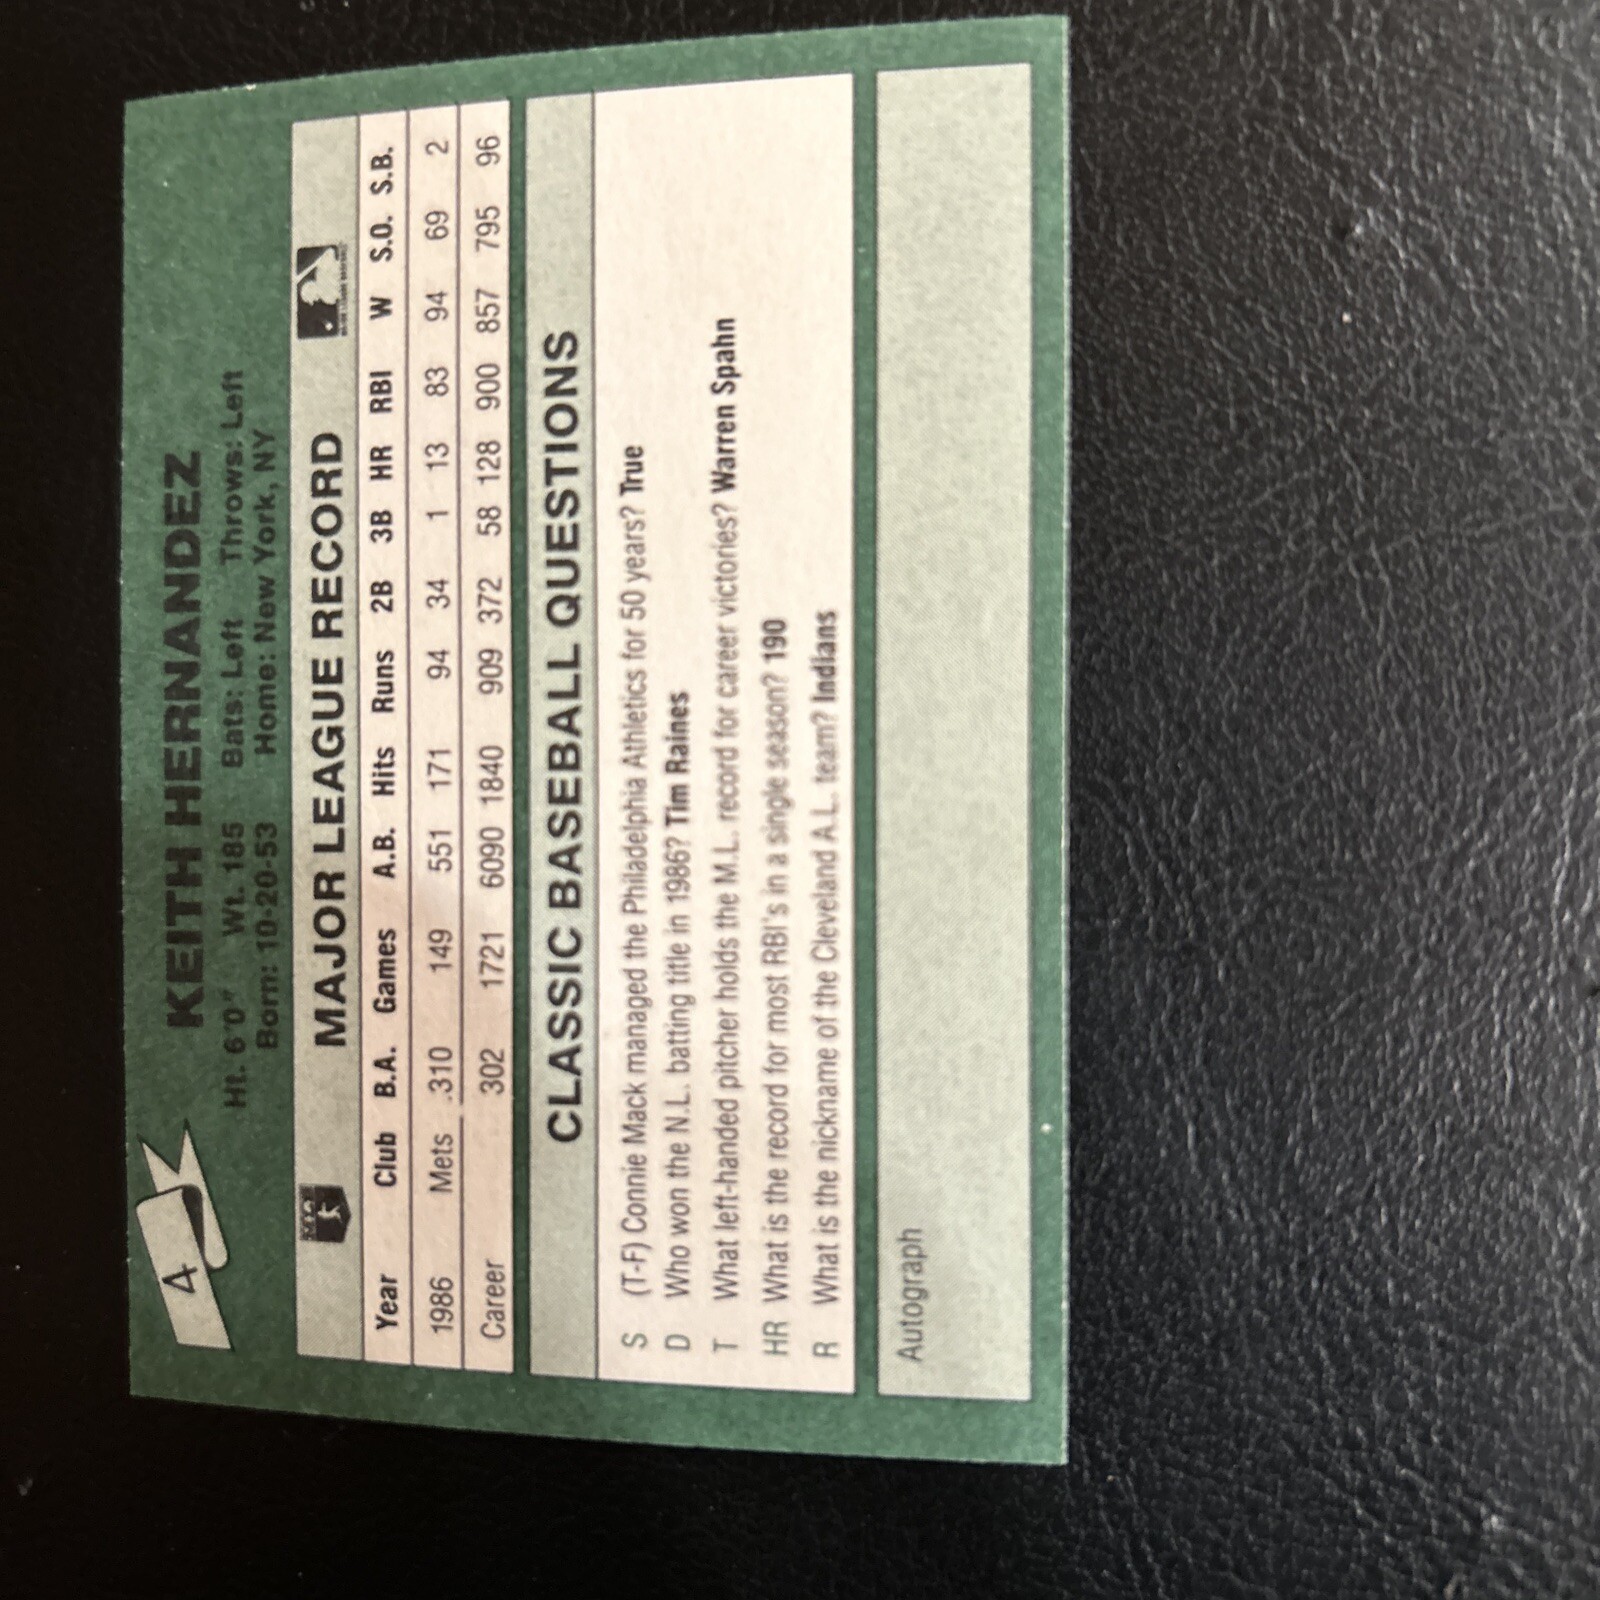 4
KEITH HERNANDEZ
Ht. 6'0" Wt. 185 Bats: Left Throws: Left
Born: 10-20-53 Home: New York, NY
MAJOR LEAGUE RECORD
Year Club B.A. Games A.B. Hits Runs 2B 3B HR RBI W S.O. S.B.
1986 Mets .310 149 551 171 94 34 1 13 83 94 69 2
Career .302 1721 6090 1840 909 372 58 128 900 857 795 96
CLASSIC BASEBALL QUESTIONS
S (T-F) Connie Mack managed the Philadelphia Athletics for 50 years? True
D Who won the N.L. batting title in 1986? Tim Raines
T What left-handed pitcher holds the M.L. record for career victories? Warren Spahn
HR What is the record for most RBI's in a single season? 190
R What is the nickname of the Cleveland A.L. team? Indians
Autograph